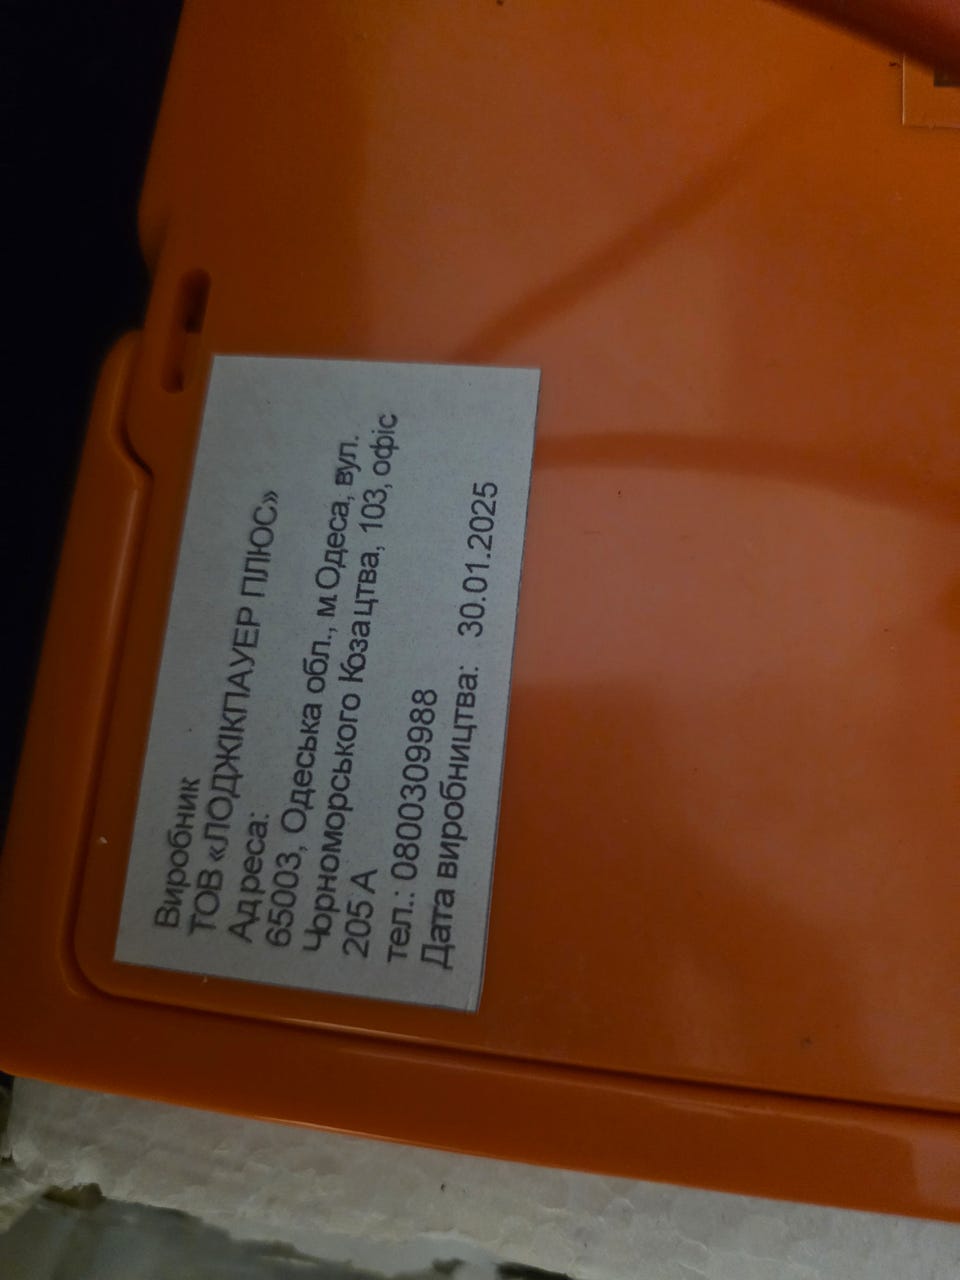 Виробник
ТОВ «ЛОДЖІКПАУЕР ПЛЮС»
Адреса:
65003, Одеська обл., м.Одеса, вул.
Чорноморського Козацтва, 103, офіс
205 А
тел.: 0800309988
Дата виробництва: 30.01.2025